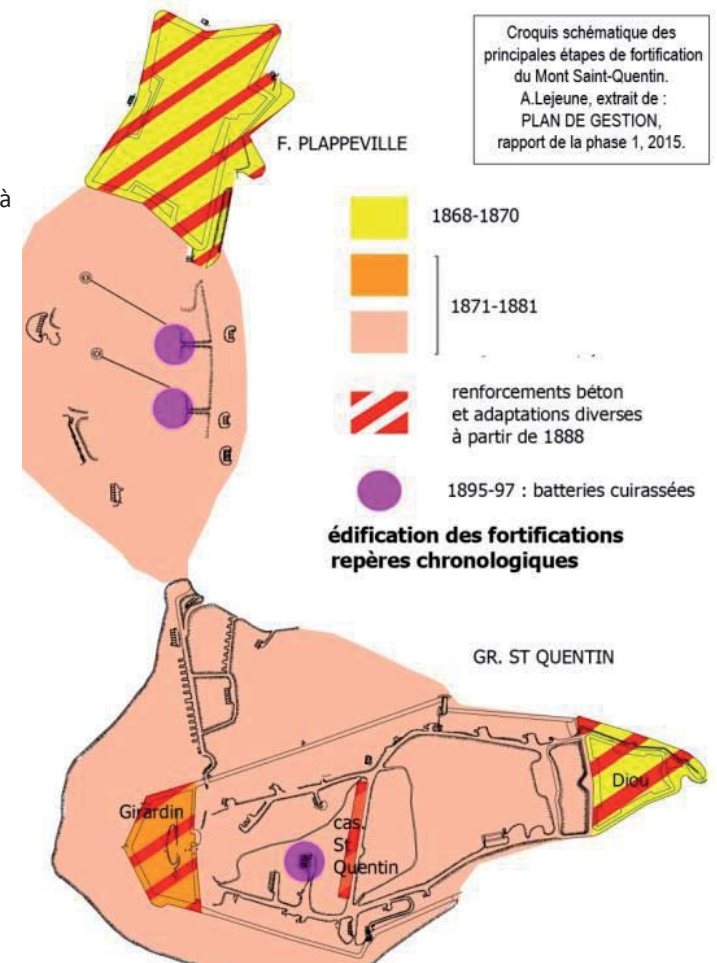 Croquis schématique des
principales étapes de fortification
du Mont Saint-Quentin.
A.Lejeune, extrait de :
PLAN DE GESTION,
rapport de la phase 1, 2015.
à
F. PLAPPEVILLE
1868-1870
1871-1881
renforcements béton
et adaptations diverses
à partir de 1888
1895-97 : batteries cuirassées
édification des fortifications
repères chronologiques
GR. ST QUENTIN
Diou
Girardin
cas.
St
Quentin